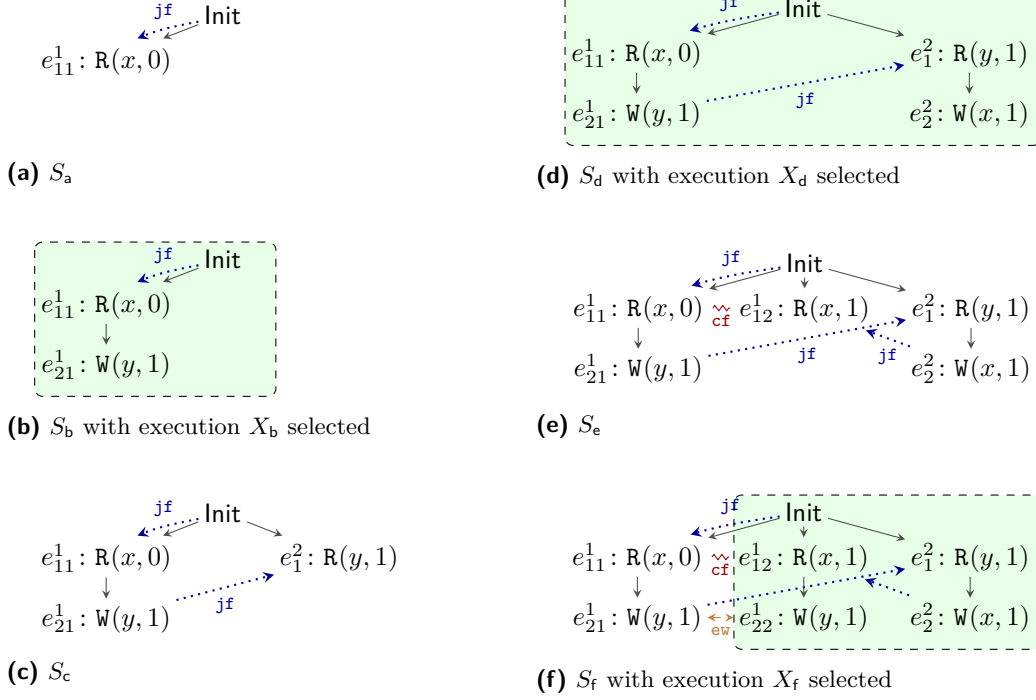 jf Init
e¹₁₁: R(x, 0)
(a) Sₐ
jf Init
e¹₁₁: R(x, 0)
e¹₂₁: W(y, 1)
(b) S_b with execution X_b selected
jf Init
e¹₁₁: R(x, 0) e²₁: R(y, 1)
e¹₂₁: W(y, 1) jf
(c) S_c
jf Init
e¹₁₁: R(x, 0) e²₁: R(y, 1)
jf
e¹₂₁: W(y, 1) e²₂: W(x, 1)
(d) S_d with execution X_d selected
jf Init
e¹₁₁: R(x, 0) cf e¹₁₂: R(x, 1) e²₁: R(y, 1)
jf jf
e¹₂₁: W(y, 1) e²₂: W(x, 1)
(e) S_e
jf Init
e¹₁₁: R(x, 0) cf e¹₁₂: R(x, 1) e²₁: R(y, 1)
e¹₂₁: W(y, 1) ew e¹₂₂: W(y, 1) e²₂: W(x, 1)
(f) S_f with execution X_f selected